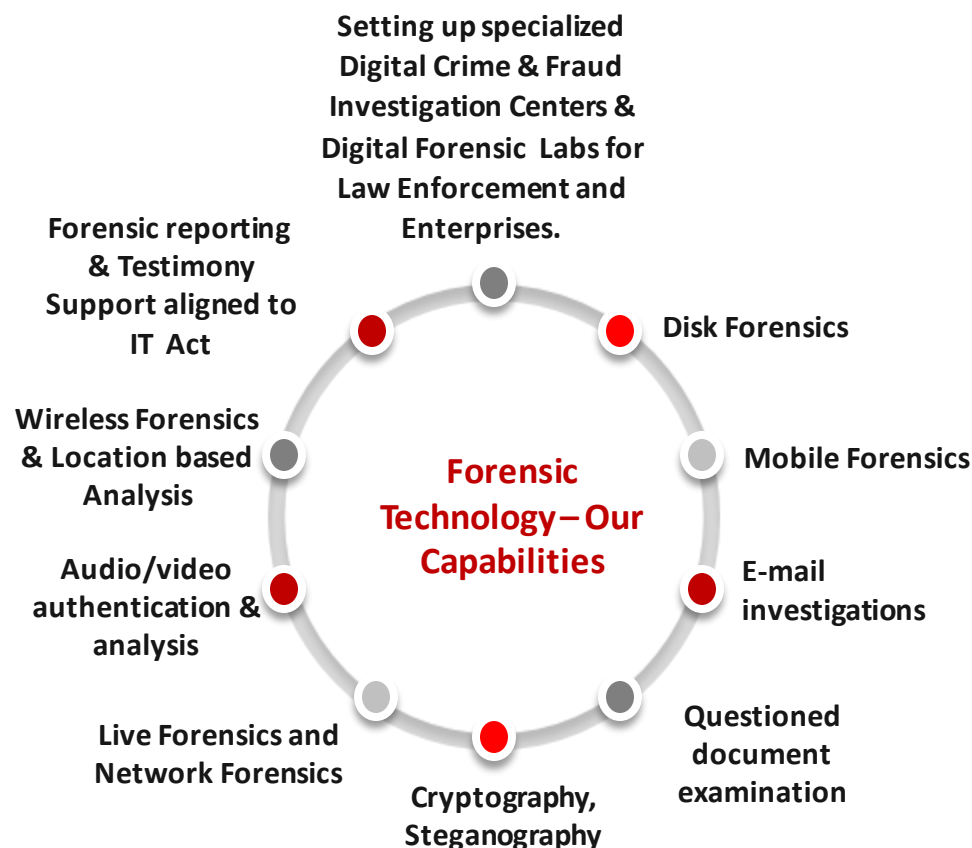 Setting up specialized
Digital Crime & Fraud
Investigation Centers &
Digital Forensic Labs for
Law Enforcement and
Enterprises.
Disk Forensics
Mobile Forensics
E-mail
investigations
Questioned
document
examination
Cryptography,
Steganography
Live Forensics and
Network Forensics
Audio/video
authentication &
analysis
Wireless Forensics
& Location based
Analysis
Forensic reporting
& Testimony
Support aligned to
IT Act
Forensic
Technology – Our
Capabilities